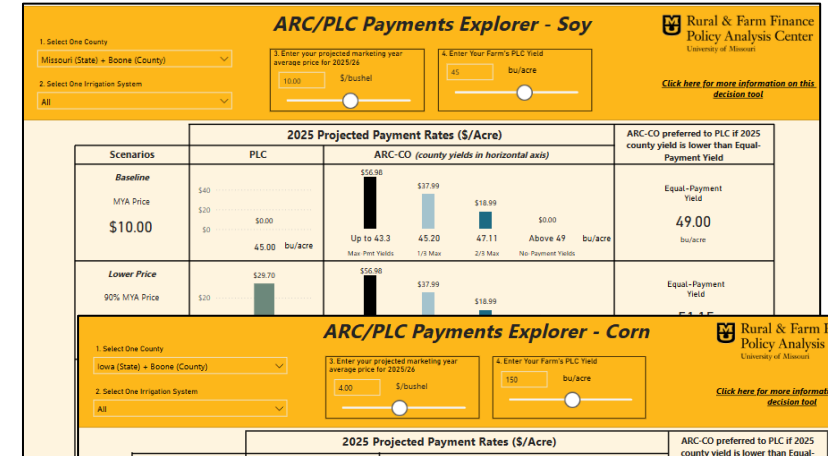 ARC/PLC Payments Explorer - Soy
Rural & Farm Finance
Policy Analysis Center
University of Missouri
1. Select One County
Missouri (State) + Boone (County)
2. Select One Irrigation System
All
3. Enter your projected marketing year
average price for 2025/26
10.00 $/bushel
4. Enter Your Farm's PLC Yield
45 bu/acre
Click here for more information on this
decision tool
2025 Projected Payment Rates ($/Acre)
ARC-CO preferred to PLC if 2025
county yield is lower than Equal-
Payment Yield
Scenarios
PLC
ARC-CO (county yields in horizontal axis)
Baseline
MYA Price
$10.00
$40
$20
$0
$0.00
45.00 bu/acre
$56.98
$37.99
$18.99
$0.00
Up to 43.3 45.20 47.11 Above 49 bu/acre
Max-Pmt Yields 1/3 Max 2/3 Max No-Payment Yields
Equal-Payment
Yield
49.00
bu/acre
Lower Price
90% MYA Price
$29.70
$20
$56.98
$37.99
$18.99
Equal-Payment
Yield
ARC/PLC Payments Explorer - Corn
Rural & Farm
Policy Analysis
University of Missouri
1. Select One County
Iowa (State) + Boone (County)
2. Select One Irrigation System
All
3. Enter your projected marketing year
average price for 2025/26
4.00 $/bushel
4. Enter Your Farm's PLC Yield
150 bu/acre
Click here for more informat
decision tool
2025 Projected Payment Rates ($/Acre)
ARC-CO preferred to PLC if 2025
county yield is lower than Equal-